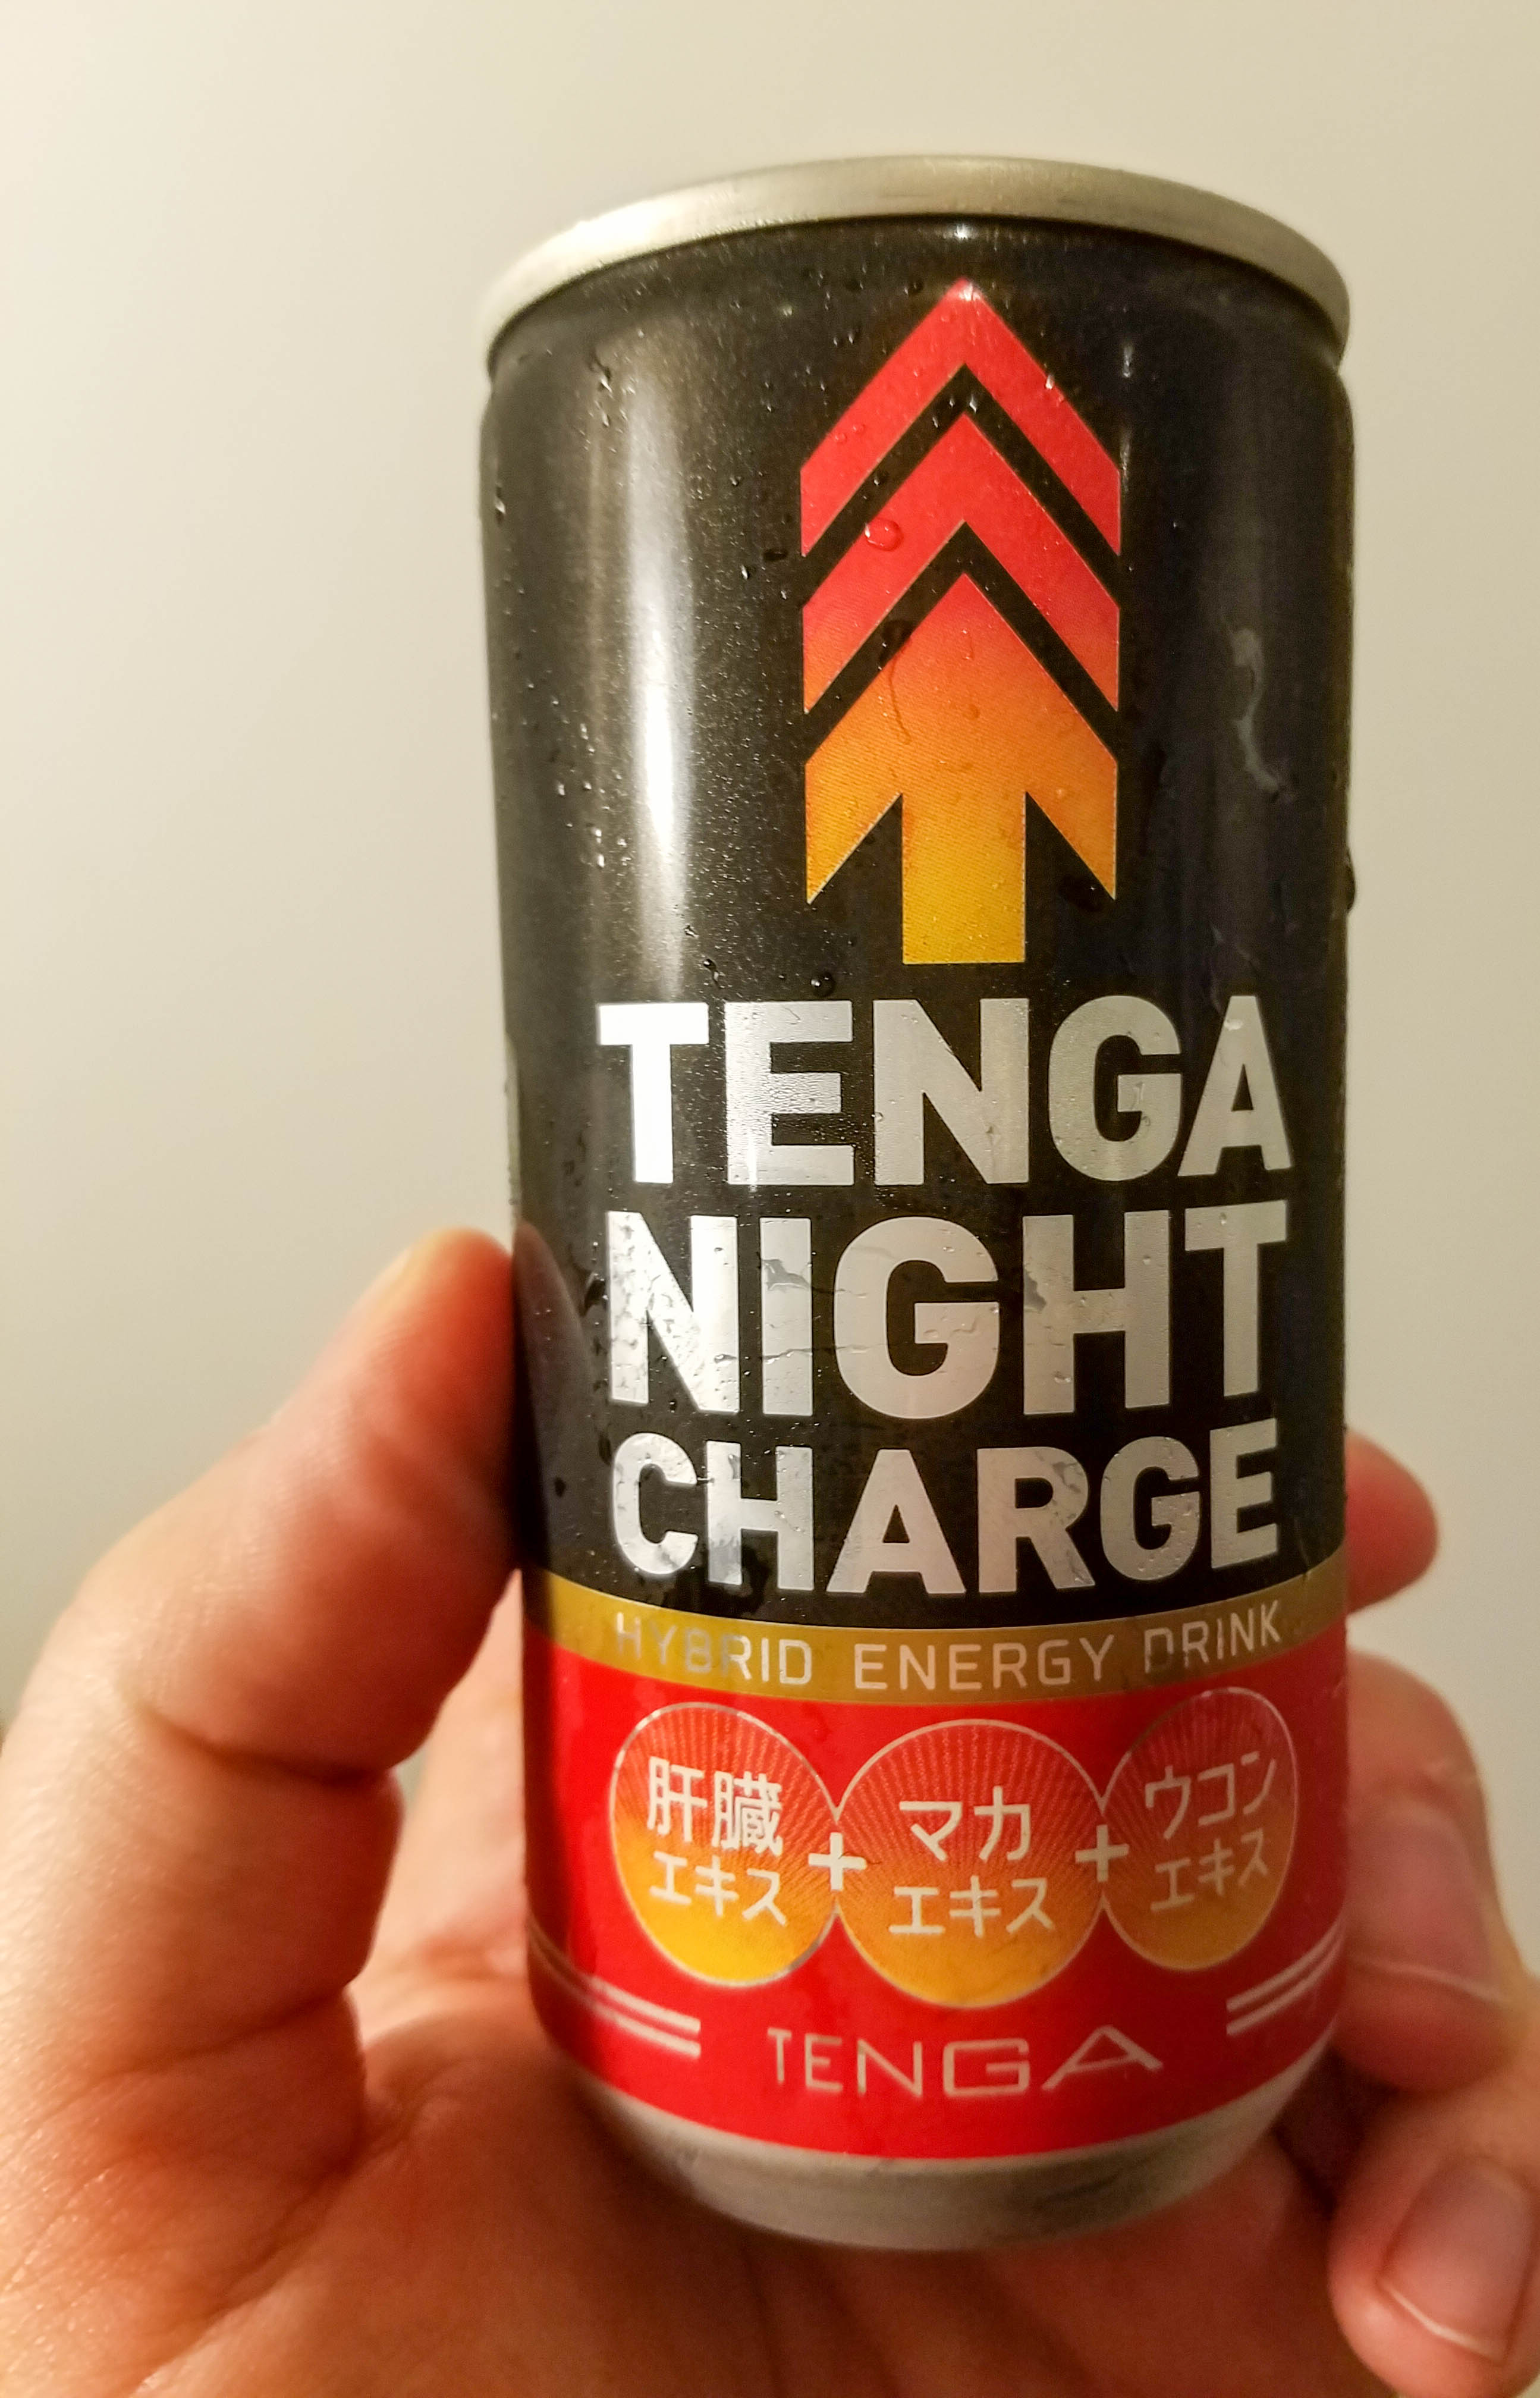 TENGA
NIGHT
CHARGE
HYBRID ENERGY DRINK
肝臓エキス + マカエキス + ウコンエキス
TENGA